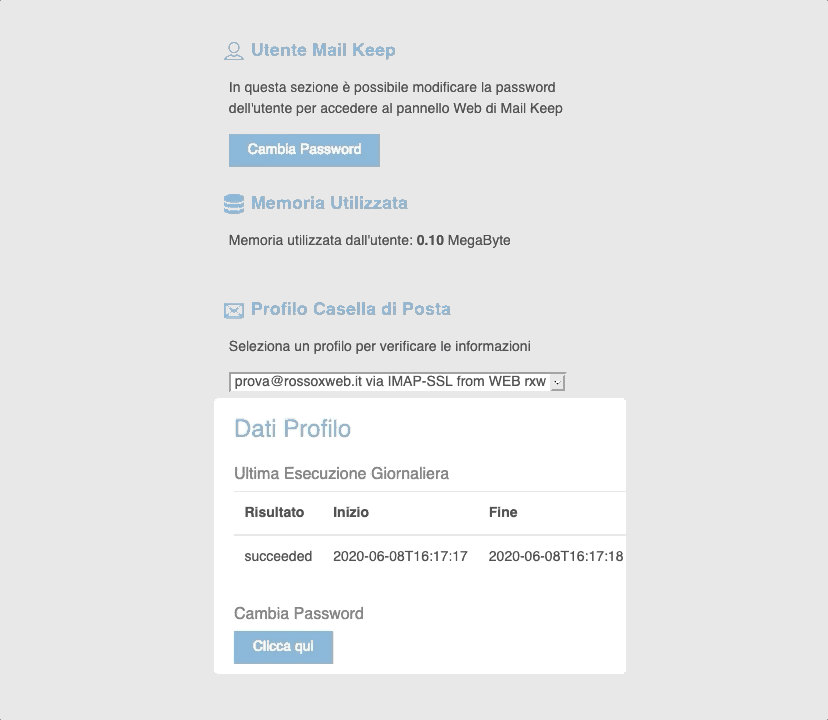 Utente Mail Keep
In questa sezione è possibile modificare la password
dell'utente per accedere al pannello Web di Mail Keep
Cambia Password
Memoria Utilizzata
Memoria utilizzata dall'utente: 0.10 MegaByte
Profilo Casella di Posta
Seleziona un profilo per verificare le informazioni
prova@rossoxweb.it via IMAP-SSL from WEB rxw
Dati Profilo
Ultima Esecuzione Giornaliera
Risultato Inizio Fine
succeeded 2020-06-08T16:17:17 2020-06-08T16:17:18
Cambia Password
Clicca qui